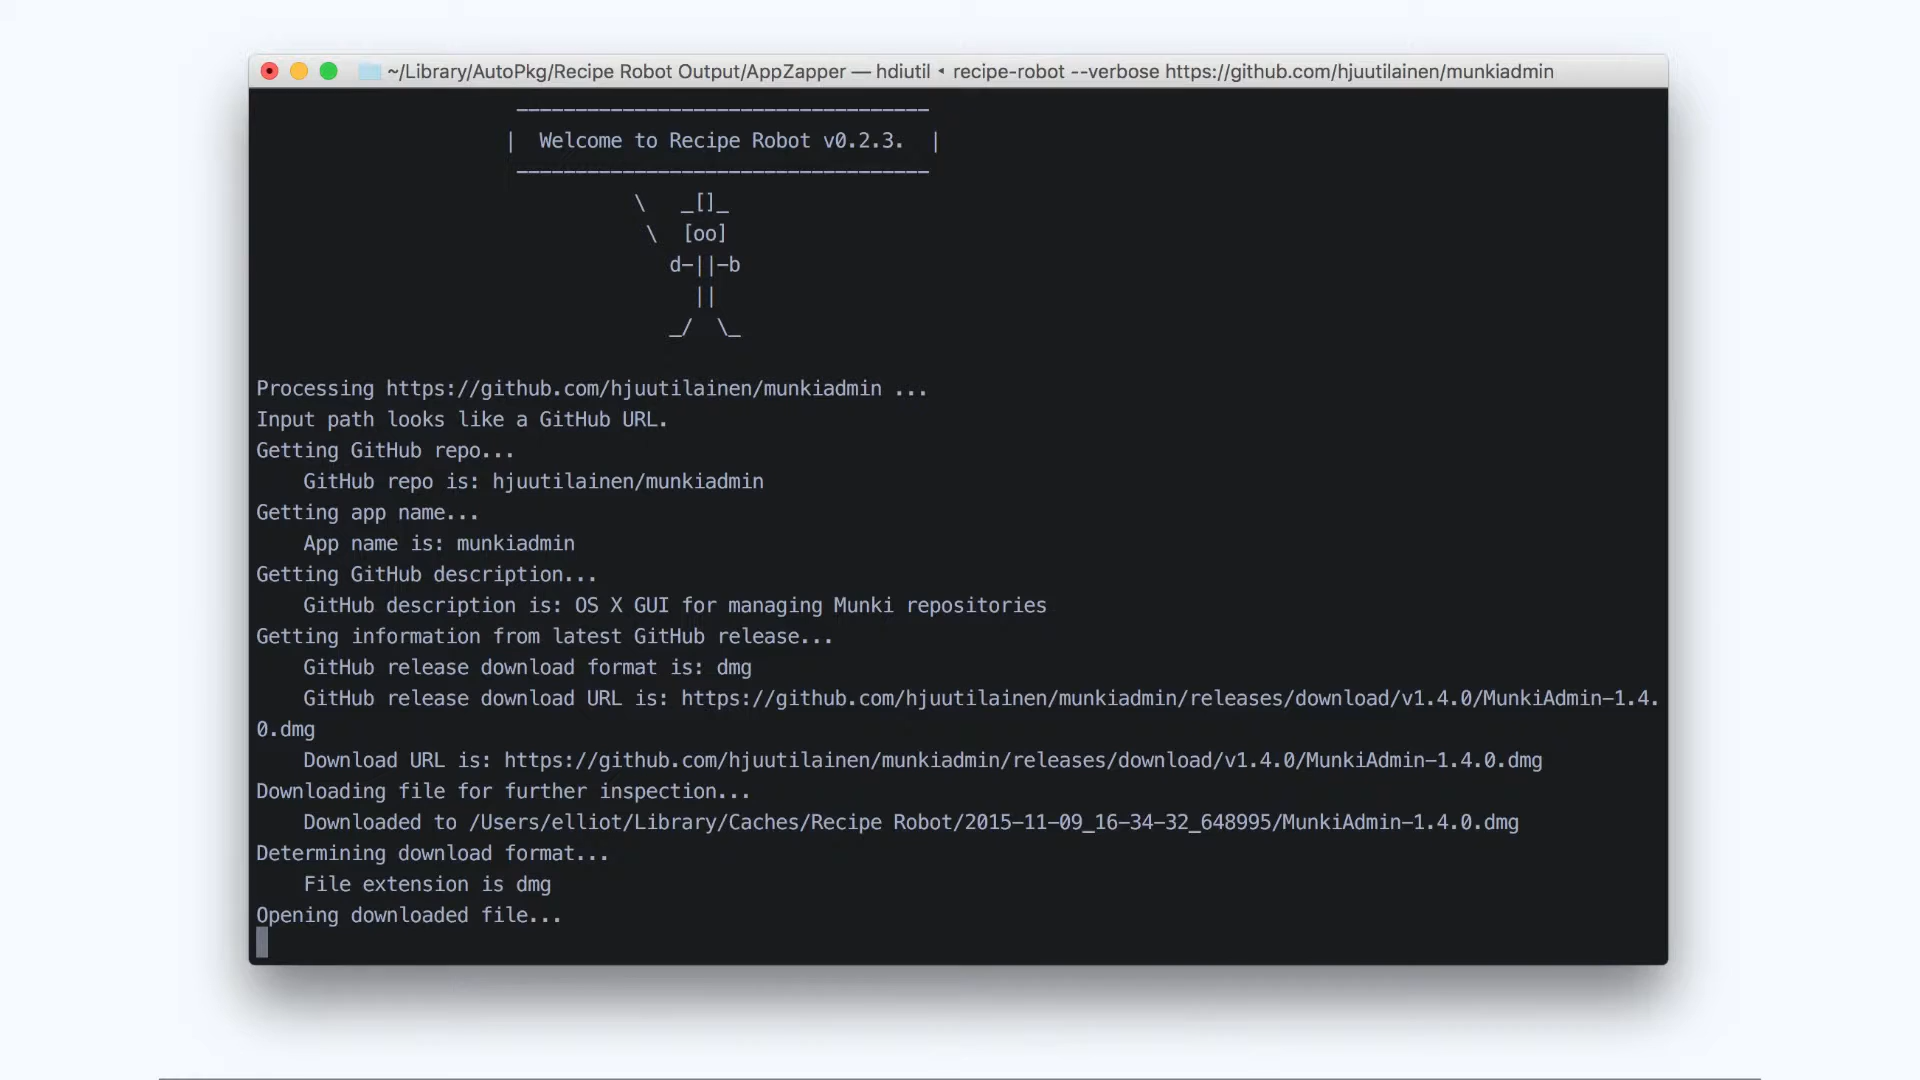 ~/Library/AutoPkg/Recipe Robot Output/AppZapper — hdiutil ◂ recipe-robot --verbose https://github.com/hjuutilainen/munkiadmin
-----------------------------------
|  Welcome to Recipe Robot v0.2.3.  |
-----------------------------------
\   _[]_
\  [oo]
d-||-b
||
_/  \_
Processing https://github.com/hjuutilainen/munkiadmin ...
Input path looks like a GitHub URL.
Getting GitHub repo...
GitHub repo is: hjuutilainen/munkiadmin
Getting app name...
App name is: munkiadmin
Getting GitHub description...
GitHub description is: OS X GUI for managing Munki repositories
Getting information from latest GitHub release...
GitHub release download format is: dmg
GitHub release download URL is: https://github.com/hjuutilainen/munkiadmin/releases/download/v1.4.0/MunkiAdmin-1.4.
0.dmg
Download URL is: https://github.com/hjuutilainen/munkiadmin/releases/download/v1.4.0/MunkiAdmin-1.4.0.dmg
Downloading file for further inspection...
Downloaded to /Users/elliot/Library/Caches/Recipe Robot/2015-11-09_16-34-32_648995/MunkiAdmin-1.4.0.dmg
Determining download format...
File extension is dmg
Opening downloaded file...